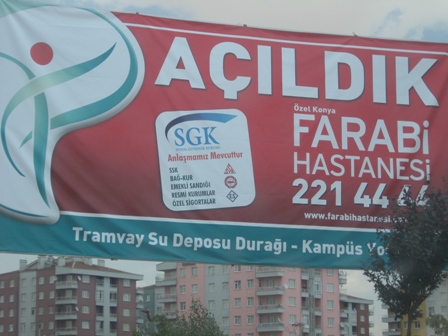 AÇILDIK
Özel Konya
FARABİ
HASTANESİ
221 44 44
SGK
Anlaşmamız Mevcuttur
SSK
BAĞ-KUR
EMEKLİ SANDIĞI
RESMİ KURUMLAR
ÖZEL SİGORTALAR
Tramvay Su Deposu Durağı - Kampüs